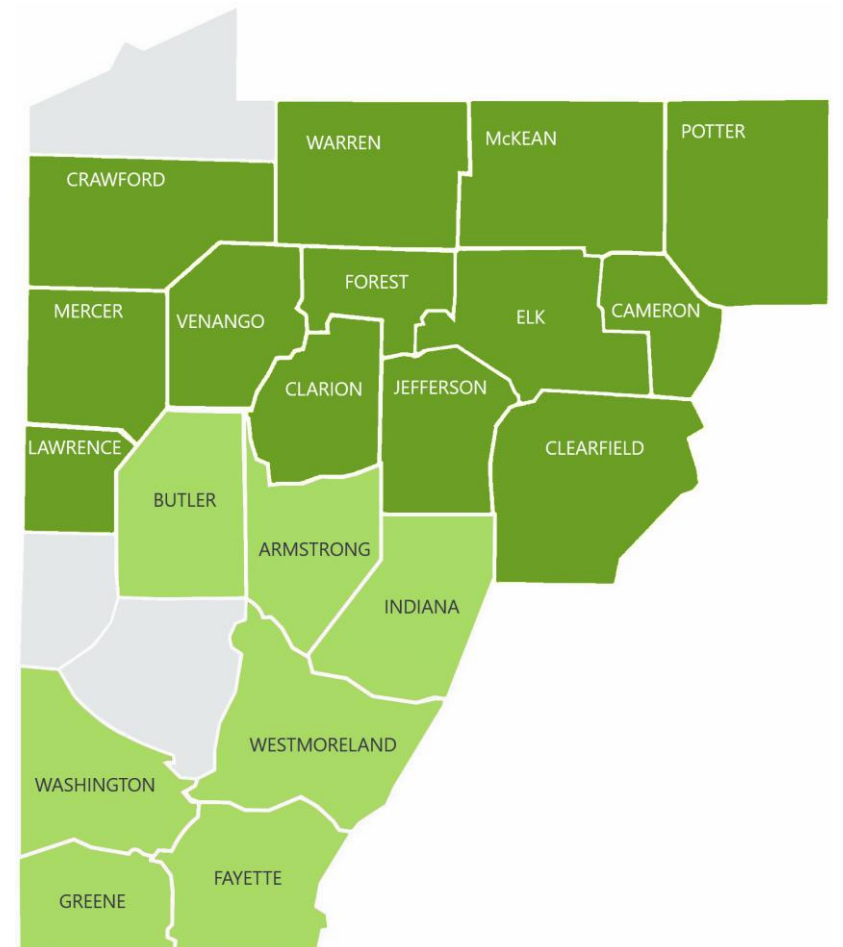 WARREN
McKEAN
POTTER
CRAWFORD
FOREST
MERCER
VENANGO
ELK
CAMERON
CLARION
JEFFERSON
LAWRENCE
CLEARFIELD
BUTLER
ARMSTRONG
INDIANA
WESTMORELAND
WASHINGTON
FAYETTE
GREENE